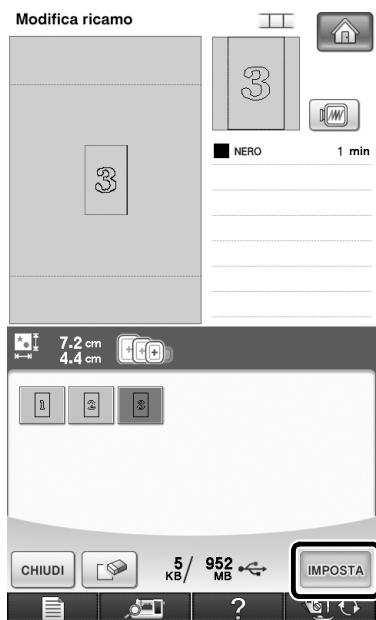 Modifica ricamo
3
3
NERO 1 min
7.2 cm
4.4 cm
1 2 3
CHIUDI 5 KB / 952 MB IMPOSTA
?